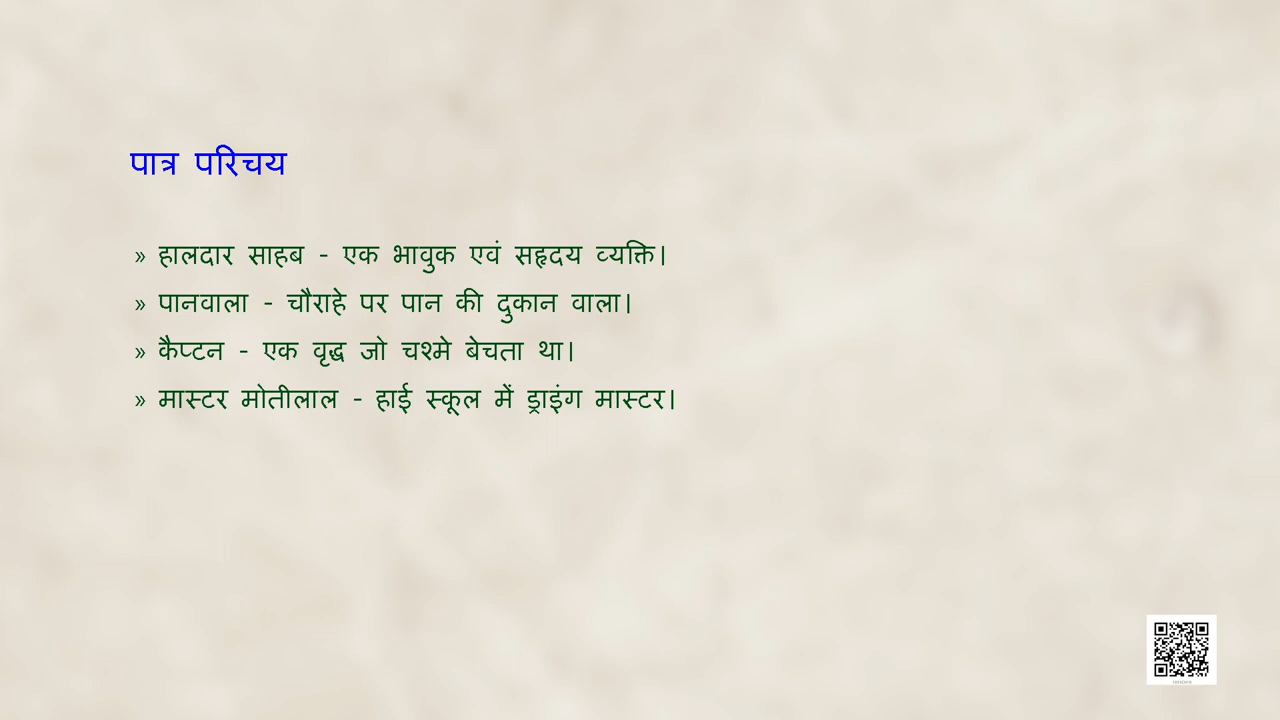 पात्र परिचय
» हालदार साहब - एक भावुक एवं सहृदय व्यक्ति।
» पानवाला - चौराहे पर पान की दुकान वाला।
» कैप्टन - एक वृद्ध जो चश्मे बेचता था।
» मास्टर मोतीलाल - हाई स्कूल में ड्राइंग मास्टर।